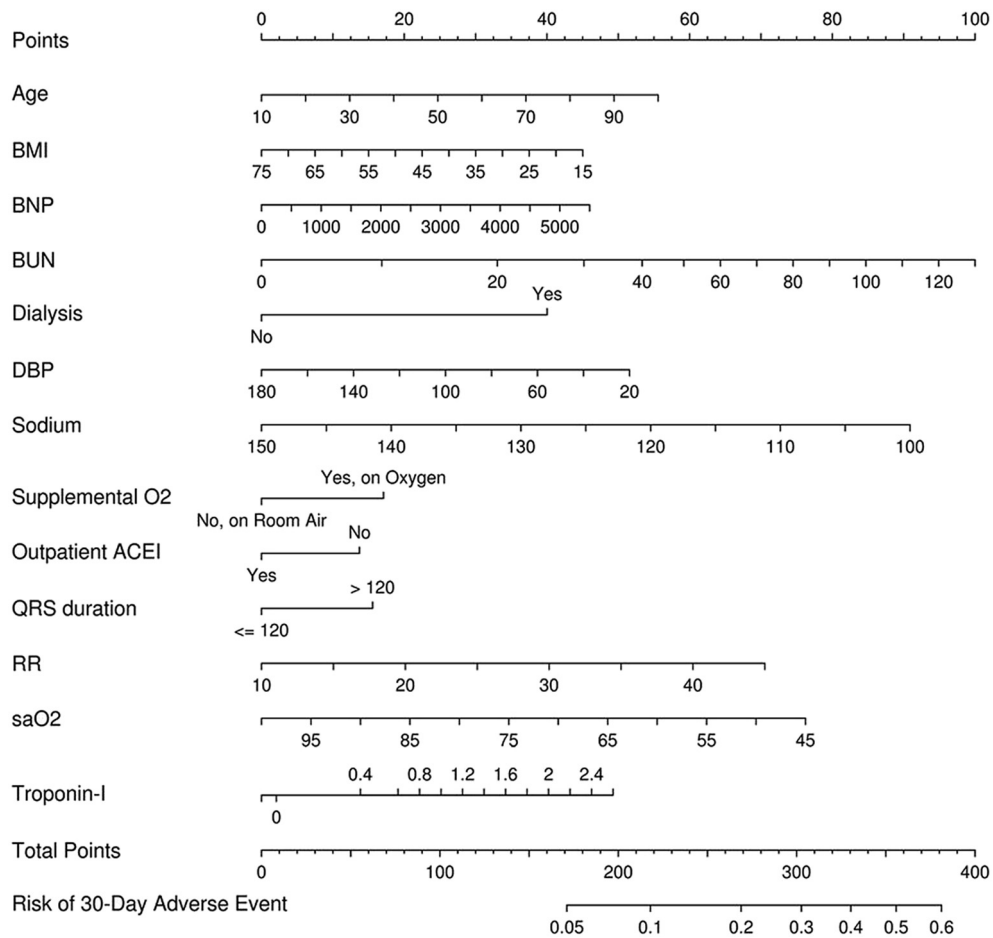 0 20 40 60 80 100
Points
Age
10 30 50 70 90
BMI
75 65 55 45 35 25 15
BNP
0 1000 2000 3000 4000 5000
BUN
0 20 40 60 80 100 120
Yes
Dialysis
No
DBP
180 140 100 60 20
Sodium
150 140 130 120 110 100
Yes, on Oxygen
Supplemental O2
No, on Room Air
No
Outpatient ACEI
Yes
> 120
QRS duration
<= 120
RR
10 20 30 40
saO2
95 85 75 65 55 45
0.4 0.8 1.2 1.6 2 2.4
Troponin-I
0
Total Points
0 100 200 300 400
Risk of 30-Day Adverse Event
0.05 0.1 0.2 0.3 0.4 0.5 0.6